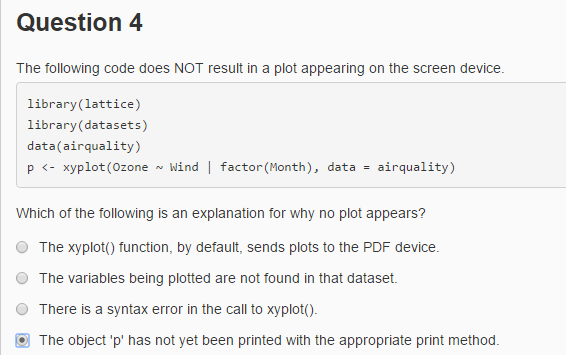 Question 4
The following code does NOT result in a plot appearing on the screen device.
library(lattice)
library(datasets)
data(airquality)
p <- xyplot(Ozone ~ Wind | factor(Month), data = airquality)
Which of the following is an explanation for why no plot appears?
The xyplot() function, by default, sends plots to the PDF device.
The variables being plotted are not found in that dataset.
There is a syntax error in the call to xyplot().
The object 'p' has not yet been printed with the appropriate print method.